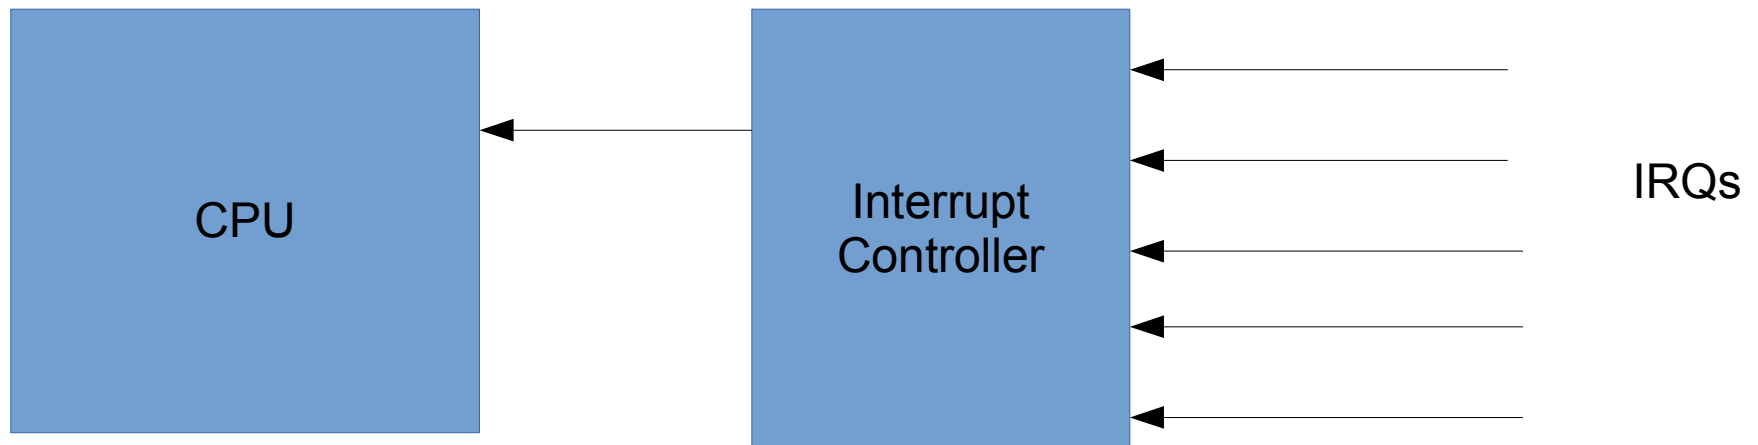 CPU
Interrupt
Controller
IRQs